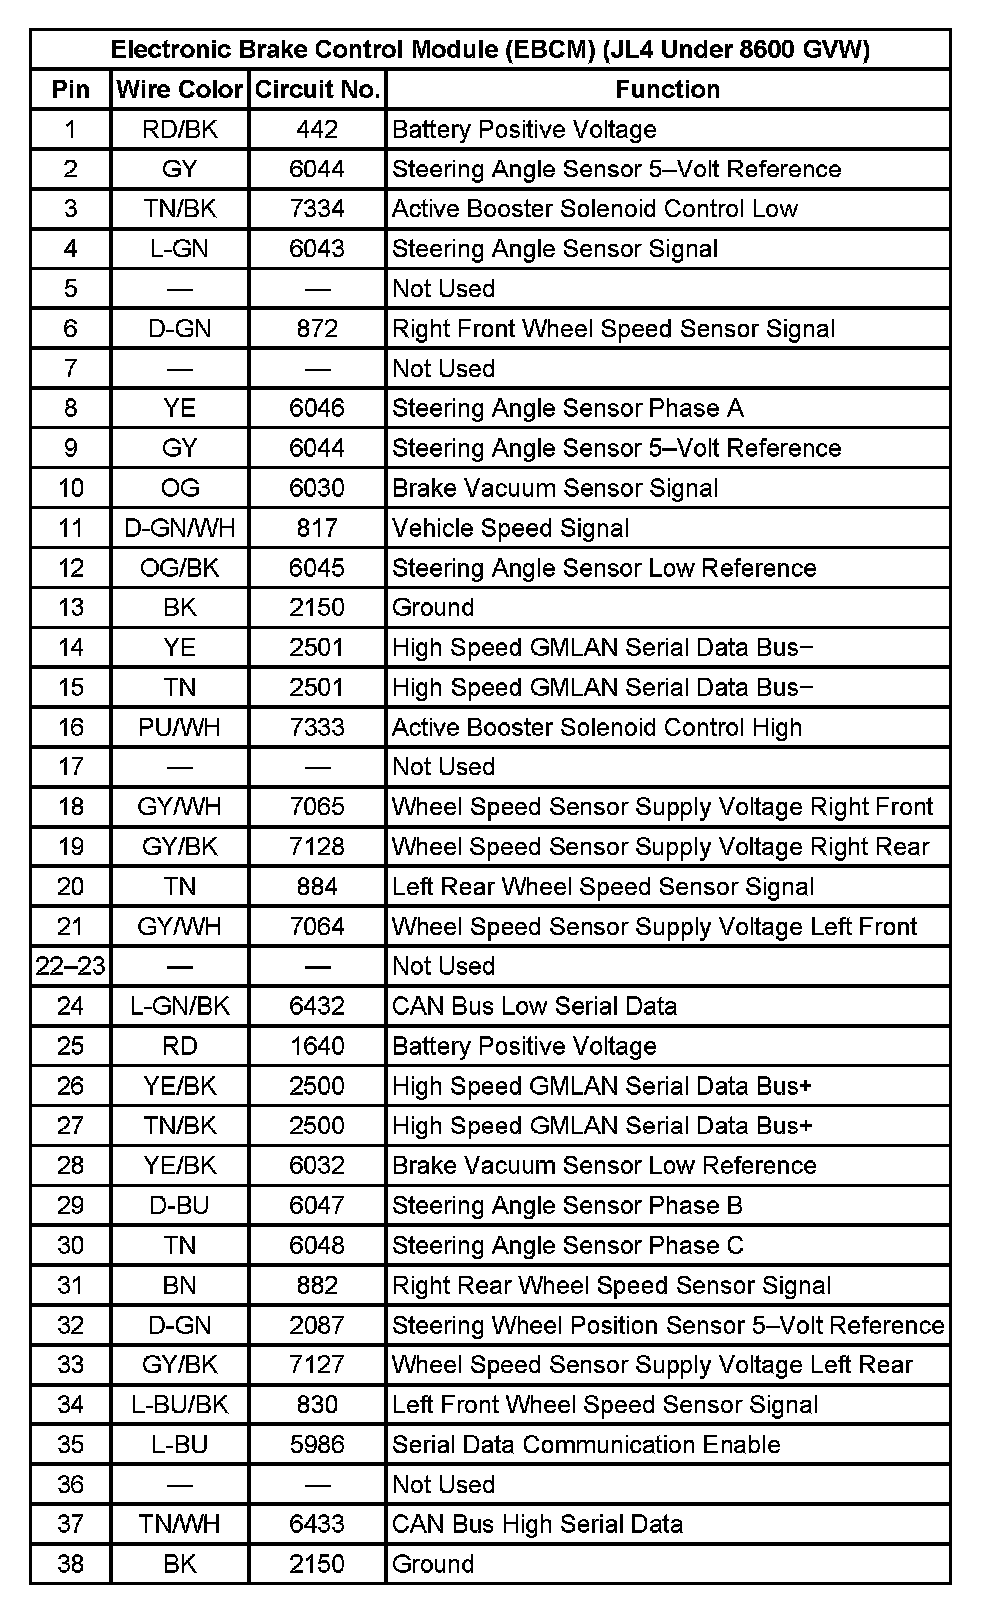 Electronic Brake Control Module (EBCM) (JL4 Under 8600 GVW)
Pin Wire Color Circuit No. Function
1 RD/BK 442 Battery Positive Voltage
2 GY 6044 Steering Angle Sensor 5–Volt Reference
3 TN/BK 7334 Active Booster Solenoid Control Low
4 L-GN 6043 Steering Angle Sensor Signal
5 — — Not Used
6 D-GN 872 Right Front Wheel Speed Sensor Signal
7 — — Not Used
8 YE 6046 Steering Angle Sensor Phase A
9 GY 6044 Steering Angle Sensor 5–Volt Reference
10 OG 6030 Brake Vacuum Sensor Signal
11 D-GN/WH 817 Vehicle Speed Signal
12 OG/BK 6045 Steering Angle Sensor Low Reference
13 BK 2150 Ground
14 YE 2501 High Speed GMLAN Serial Data Bus−
15 TN 2501 High Speed GMLAN Serial Data Bus−
16 PU/WH 7333 Active Booster Solenoid Control High
17 — — Not Used
18 GY/WH 7065 Wheel Speed Sensor Supply Voltage Right Front
19 GY/BK 7128 Wheel Speed Sensor Supply Voltage Right Rear
20 TN 884 Left Rear Wheel Speed Sensor Signal
21 GY/WH 7064 Wheel Speed Sensor Supply Voltage Left Front
22–23 — — Not Used
24 L-GN/BK 6432 CAN Bus Low Serial Data
25 RD 1640 Battery Positive Voltage
26 YE/BK 2500 High Speed GMLAN Serial Data Bus+
27 TN/BK 2500 High Speed GMLAN Serial Data Bus+
28 YE/BK 6032 Brake Vacuum Sensor Low Reference
29 D-BU 6047 Steering Angle Sensor Phase B
30 TN 6048 Steering Angle Sensor Phase C
31 BN 882 Right Rear Wheel Speed Sensor Signal
32 D-GN 2087 Steering Wheel Position Sensor 5–Volt Reference
33 GY/BK 7127 Wheel Speed Sensor Supply Voltage Left Rear
34 L-BU/BK 830 Left Front Wheel Speed Sensor Signal
35 L-BU 5986 Serial Data Communication Enable
36 — — Not Used
37 TN/WH 6433 CAN Bus High Serial Data
38 BK 2150 Ground